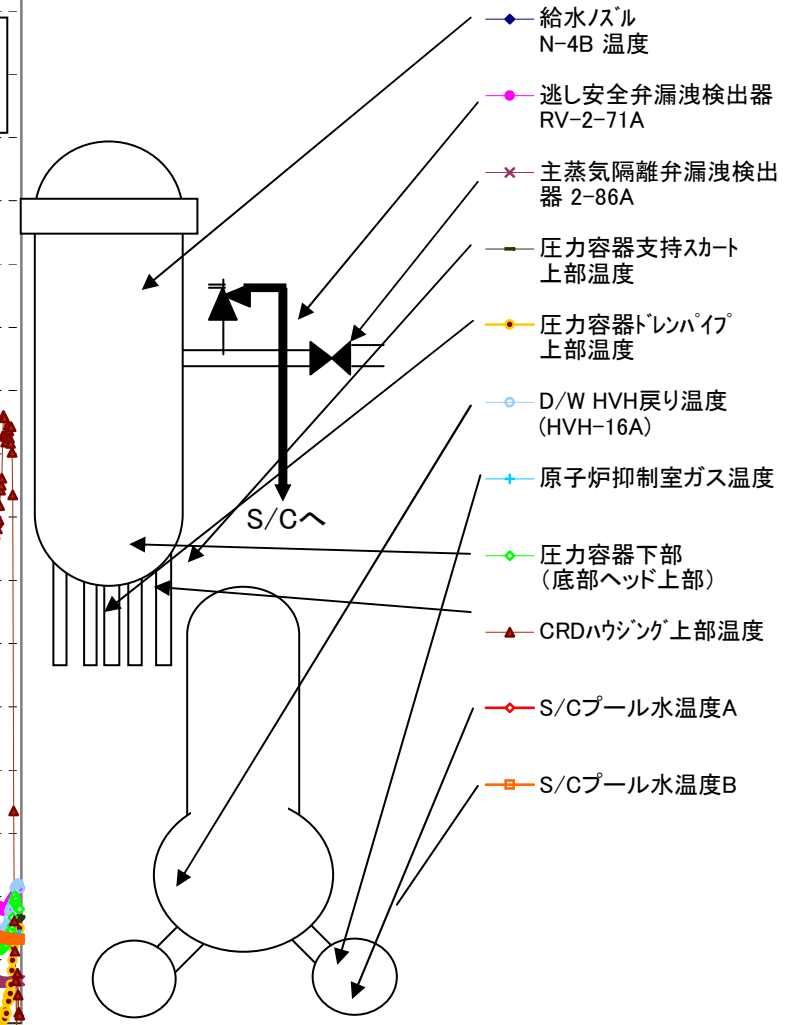 給水ﾉｽﾞﾙ
N-4B 温度
逃し安全弁漏洩検出器
RV-2-71A
主蒸気隔離弁漏洩検出
器 2-86A
圧力容器支持ｽｶｰﾄ
上部温度
圧力容器ﾄﾞﾚﾝﾊﾟｲﾌﾟ
上部温度
D/W HVH戻り温度
(HVH-16A)
原子炉抑制室ガス温度
S/Cへ
圧力容器下部
（底部ヘッド上部）
CRDﾊｳｼﾞﾝｸﾞ上部温度
S/Cプール水温度A
S/Cプール水温度B